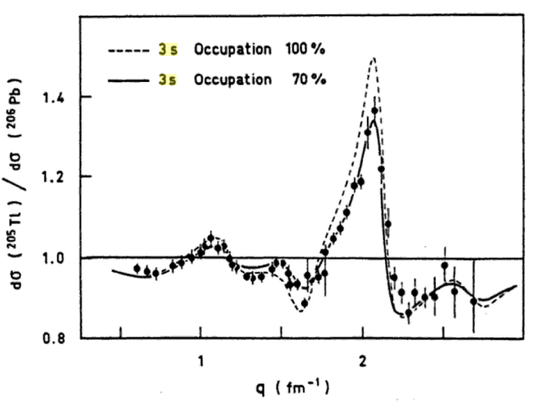 3s Occupation 100%
3s Occupation 70%
dσ (²⁰⁵Tl) / dσ (²⁰⁶Pb)
1.4
1.2
1.0
0.8
1 2
q ( fm⁻¹ )